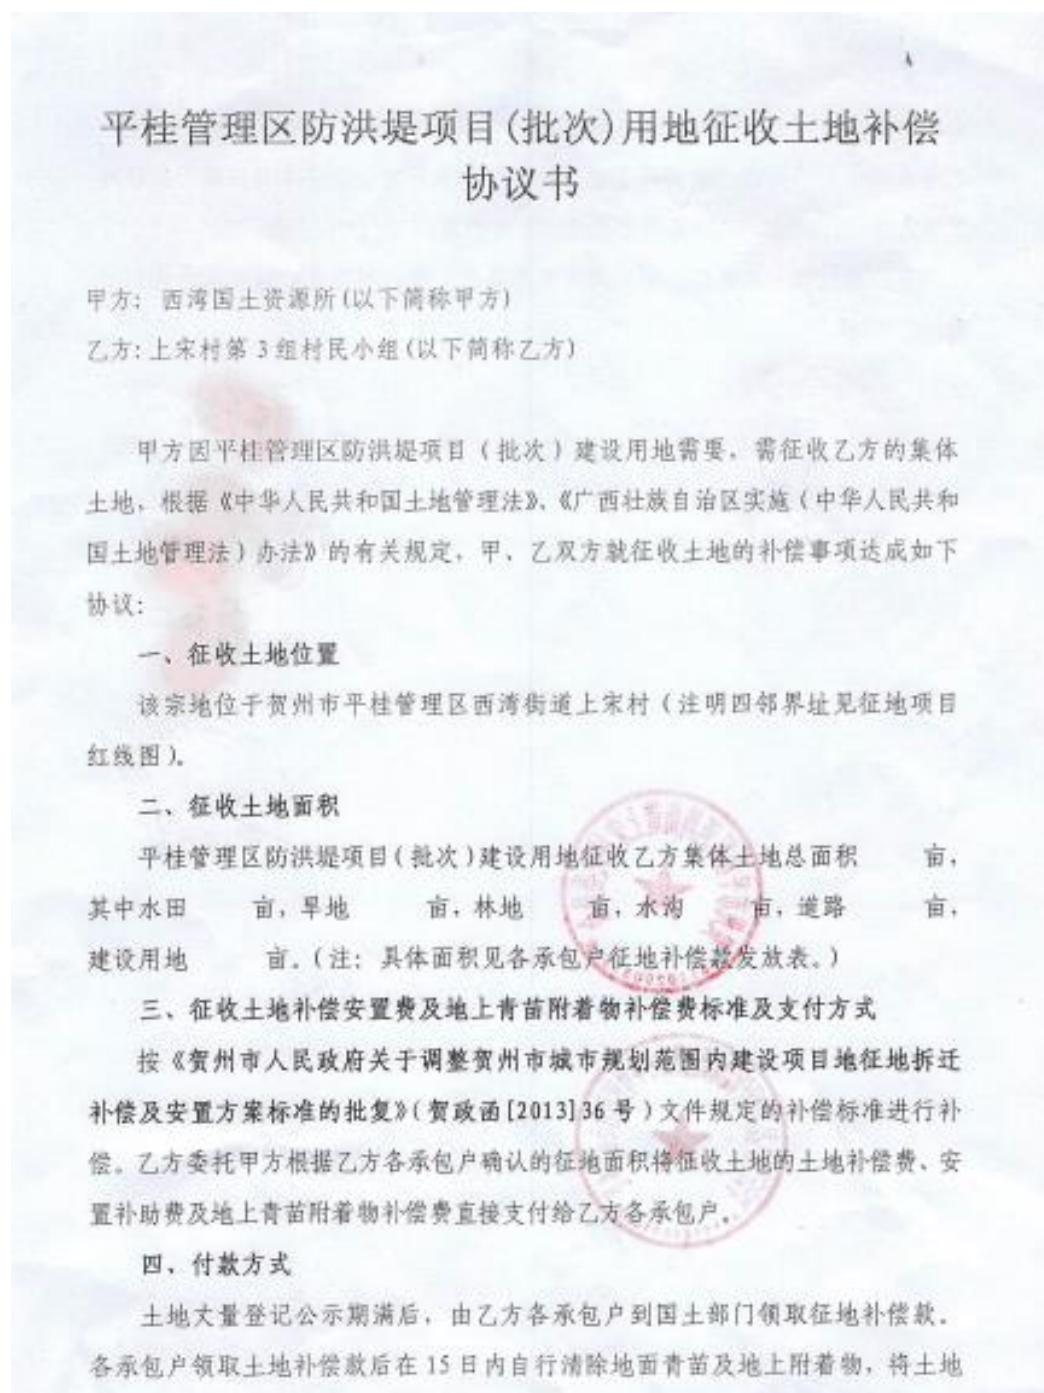 平桂管理区防洪堤项目(批次)用地征收土地补偿
协议书
甲方: 西湾国土资源所(以下简称甲方)
乙方: 上宋村第 3 组村民小组(以下简称乙方)
甲方因平桂管理区防洪堤项目(批次)建设用地需要,需征收乙方的集体
土地,根据《中华人民共和国土地管理法》、《广西壮族自治区实施(中华人民共和
国土地管理法)办法》的有关规定,甲、乙双方就征收土地的补偿事项达成如下
协议:
一、征收土地位置
该宗地位于贺州市平桂管理区西湾街道上宋村(注明四邻界址见征地项目
红线图)。
二、征收土地面积
平桂管理区防洪堤项目(批次)建设用地征收乙方集体土地总面积 亩,
其中水田 亩,旱地 亩,林地 亩,水沟 亩,道路 亩,
建设用地 亩。(注: 具体面积见各承包户征地补偿款发放表。)
三、征收土地补偿安置费及地上青苗附着物补偿费标准及支付方式
按《贺州市人民政府关于调整贺州市城市规划范围内建设项目地征地拆迁
补偿及安置方案标准的批复》(贺政函[2013]36 号)文件规定的补偿标准进行补
偿。乙方委托甲方根据乙方各承包户确认的征地面积将征收土地的土地补偿费、安
置补助费及地上青苗附着物补偿费直接支付给乙方各承包户。
四、付款方式
土地丈量登记公示期满后,由乙方各承包户到国土部门领取征地补偿款。
各承包户领取土地补偿款后在 15 日内自行清除地面青苗及地上附着物,将土地